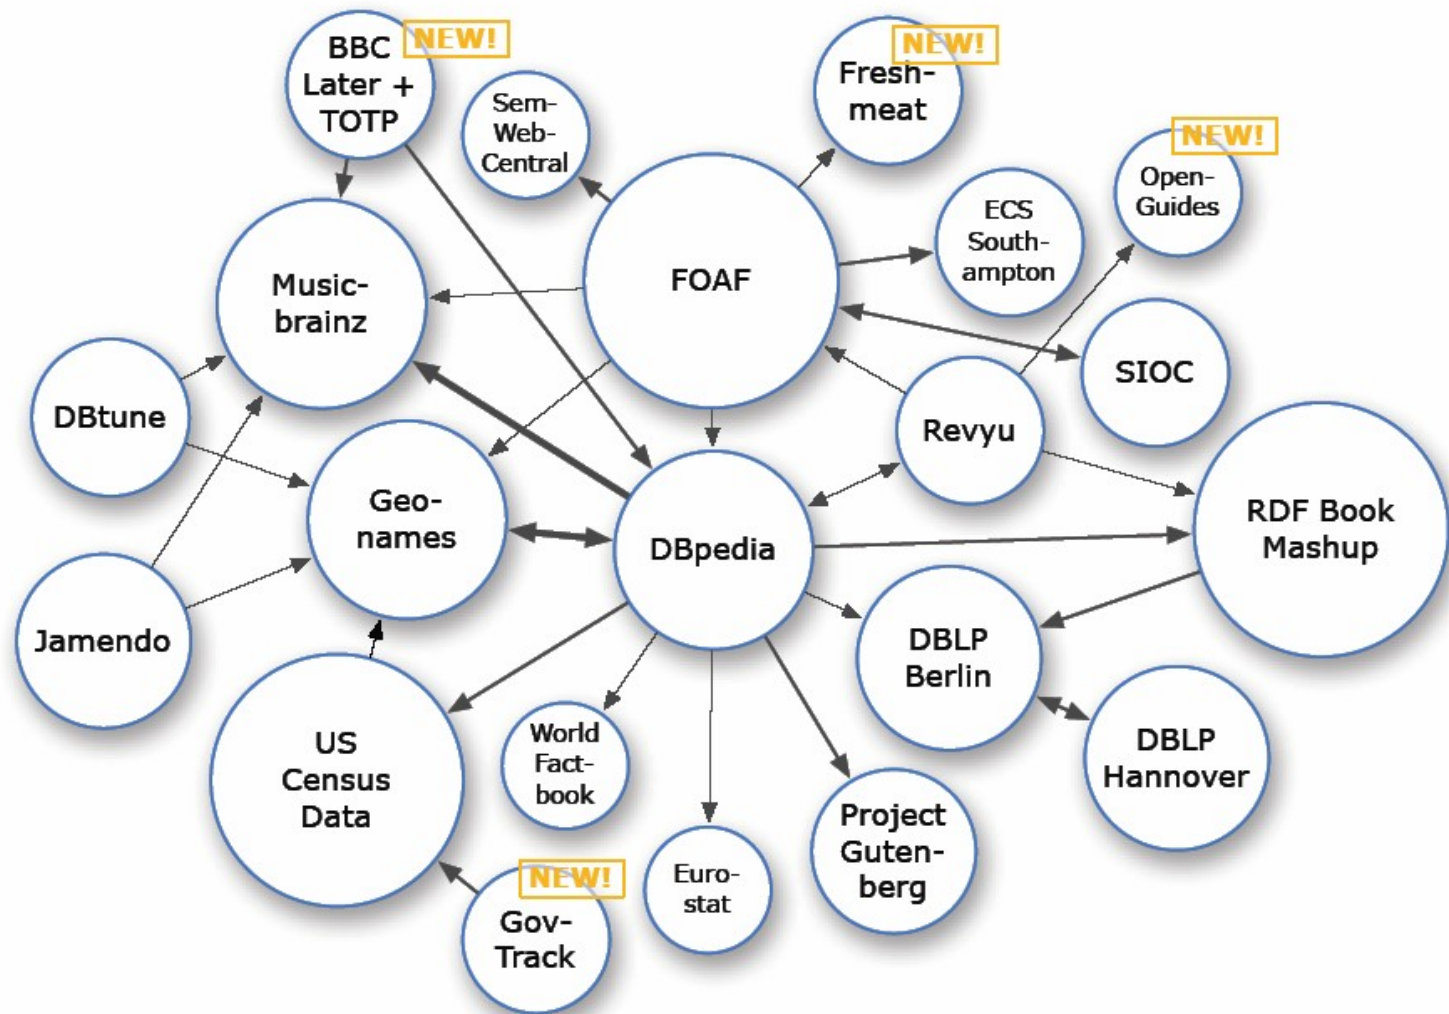 BBC
Later +
TOTP
NEW!
Sem-
Web-
Central
NEW!
Fresh-
meat
NEW!
Open-
Guides
ECS
South-
ampton
FOAF
Music-
brainz
SIOC
DBtune
Revyu
Geo-
names
DBpedia
RDF Book
Mashup
Jamendo
DBLP
Berlin
US
Census
Data
World
Fact-
book
DBLP
Hannover
Project
Guten-
berg
Euro-
stat
NEW!
Gov-
Track